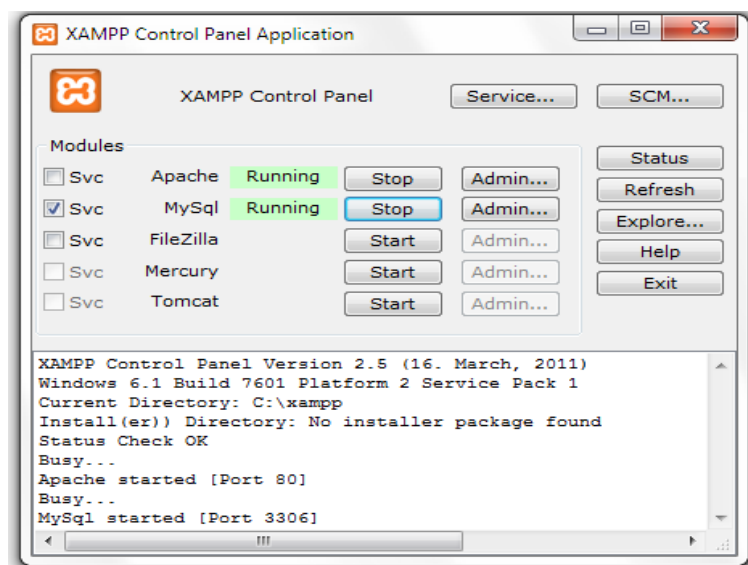 XAMPP Control Panel Application
XAMPP Control Panel Service... SCM...
Modules
Svc Apache Running Stop Admin...
Svc MySql Running Stop Admin...
Svc FileZilla Start Admin...
Svc Mercury Start Admin...
Svc Tomcat Start Admin...
Status
Refresh
Explore...
Help
Exit
XAMPP Control Panel Version 2.5 (16. March, 2011)
Windows 6.1 Build 7601 Platform 2 Service Pack 1
Current Directory: C:\xampp
Install(er)) Directory: No installer package found
Status Check OK
Busy...
Apache started [Port 80]
Busy...
MySql started [Port 3306]